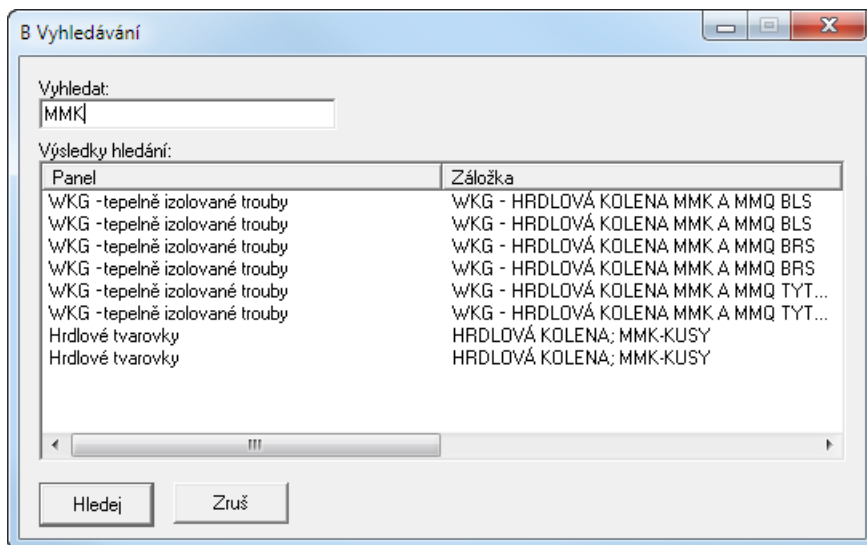 B Vyhledávání
Vyhledat:
MMK
Výsledky hledání:
Panel Záložka
WKG -tepelně izolované trouby WKG - HRDLOVÁ KOLENA MMK A MMQ BLS
WKG -tepelně izolované trouby WKG - HRDLOVÁ KOLENA MMK A MMQ BLS
WKG -tepelně izolované trouby WKG - HRDLOVÁ KOLENA MMK A MMQ BRS
WKG -tepelně izolované trouby WKG - HRDLOVÁ KOLENA MMK A MMQ BRS
WKG -tepelně izolované trouby WKG - HRDLOVÁ KOLENA MMK A MMQ TYT...
WKG -tepelně izolované trouby WKG - HRDLOVÁ KOLENA MMK A MMQ TYT...
Hrdlové tvarovky HRDLOVÁ KOLENA; MMK-KUSY
Hrdlové tvarovky HRDLOVÁ KOLENA; MMK-KUSY
Hledej Zruš